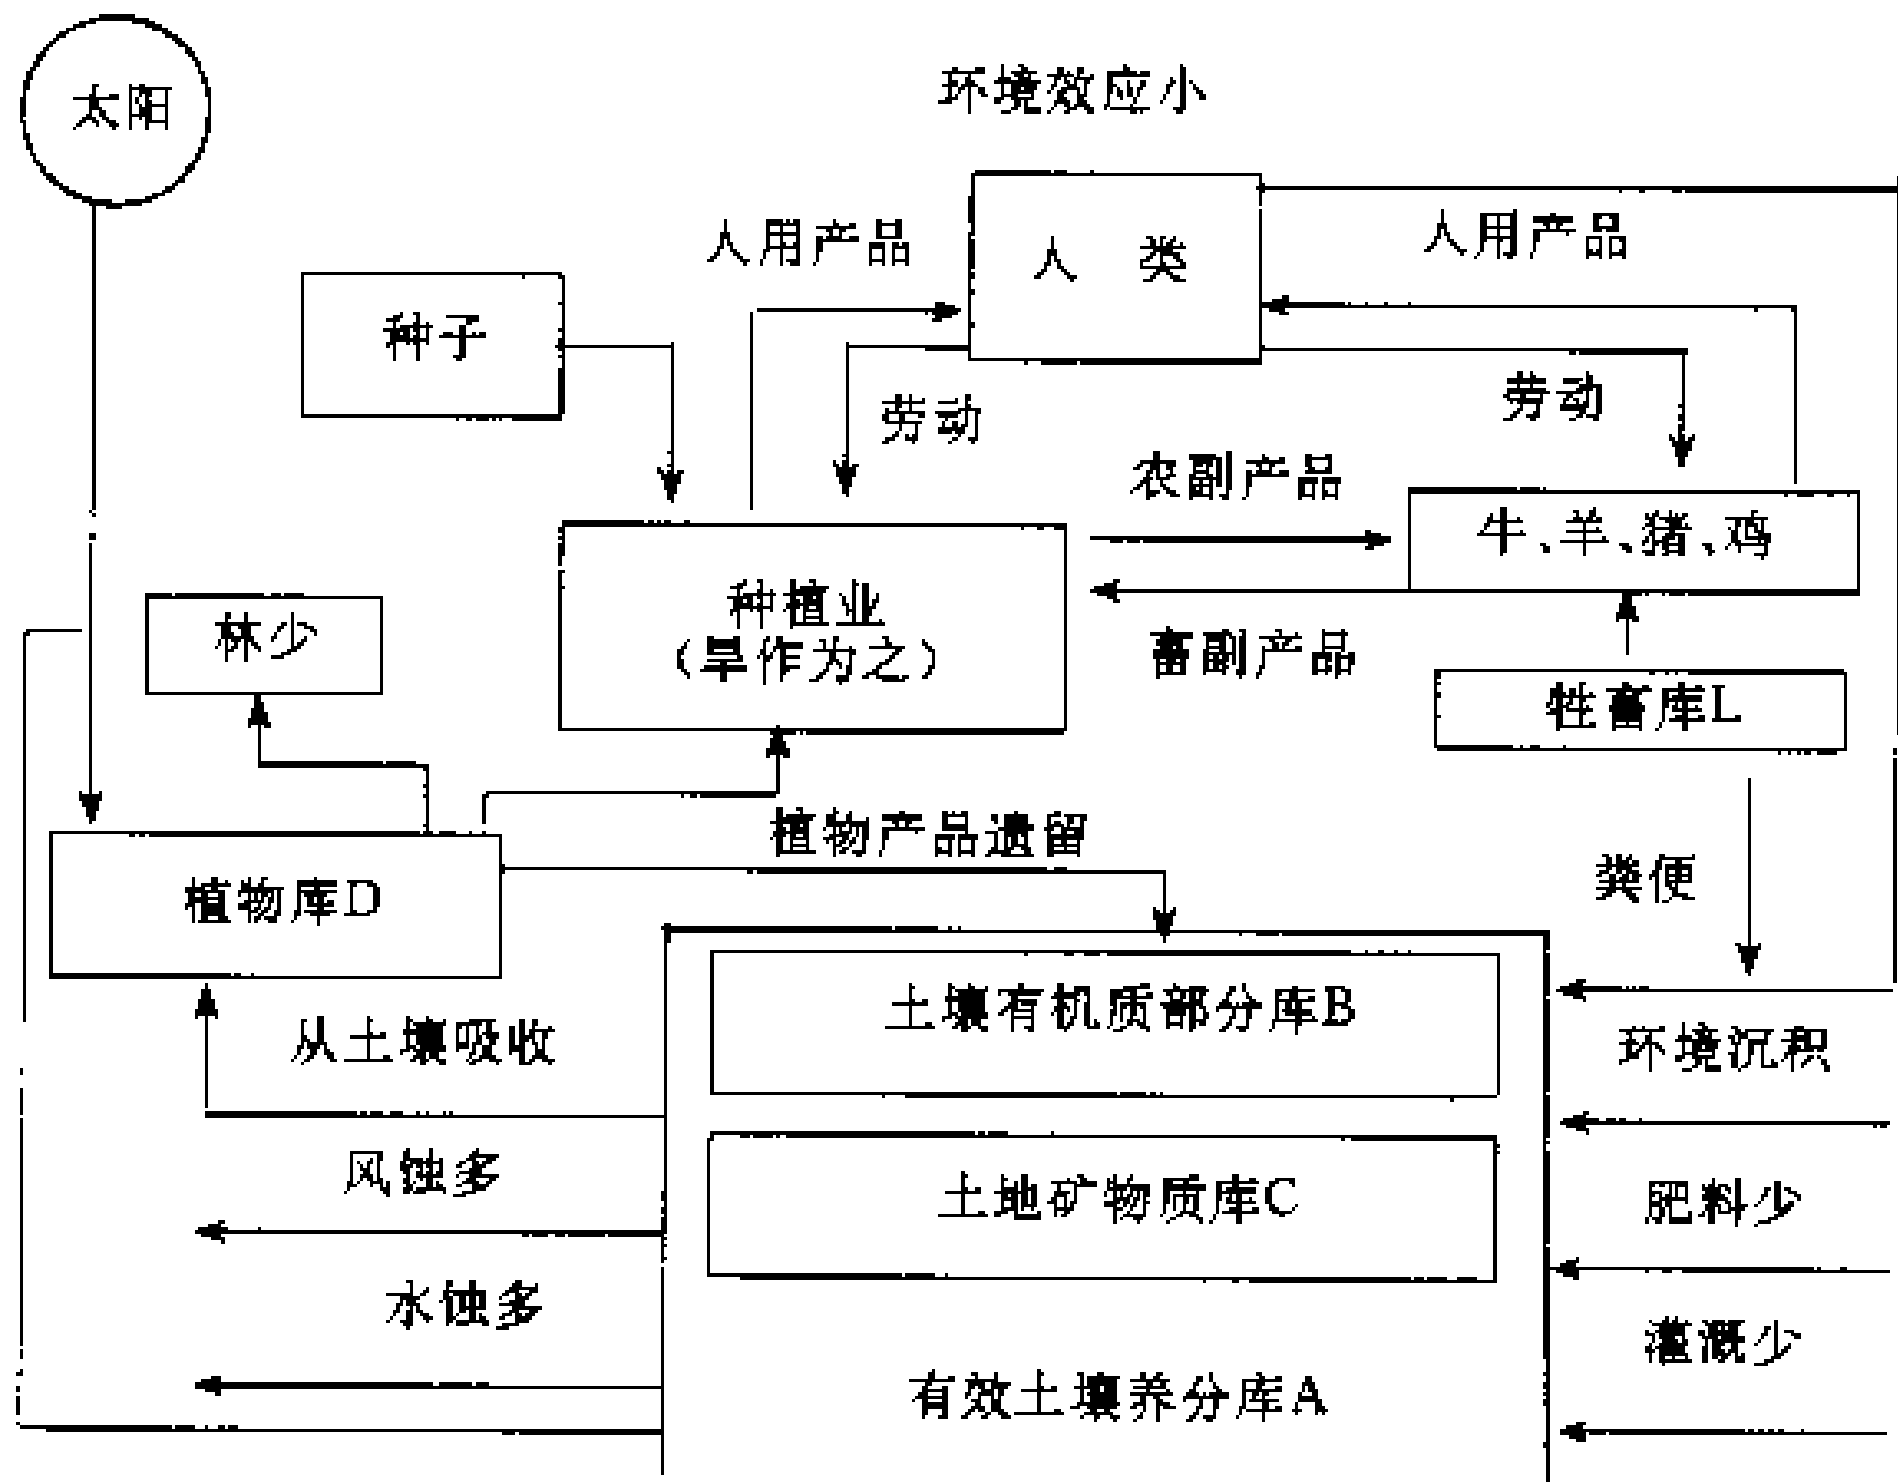 太阳
环境效应小
人用产品
人 类
人用产品
种子
劳动
劳动
农副产品
牛、羊、猪、鸡
种植业
(旱作为之)
林少
畜副产品
牲畜库L
植物产品遗留
植物库D
粪便
土壤有机质部分库B
从土壤吸收
环境沉积
风蚀多
土地矿物质库C
肥料少
水蚀多
灌溉少
有效土壤养分库A